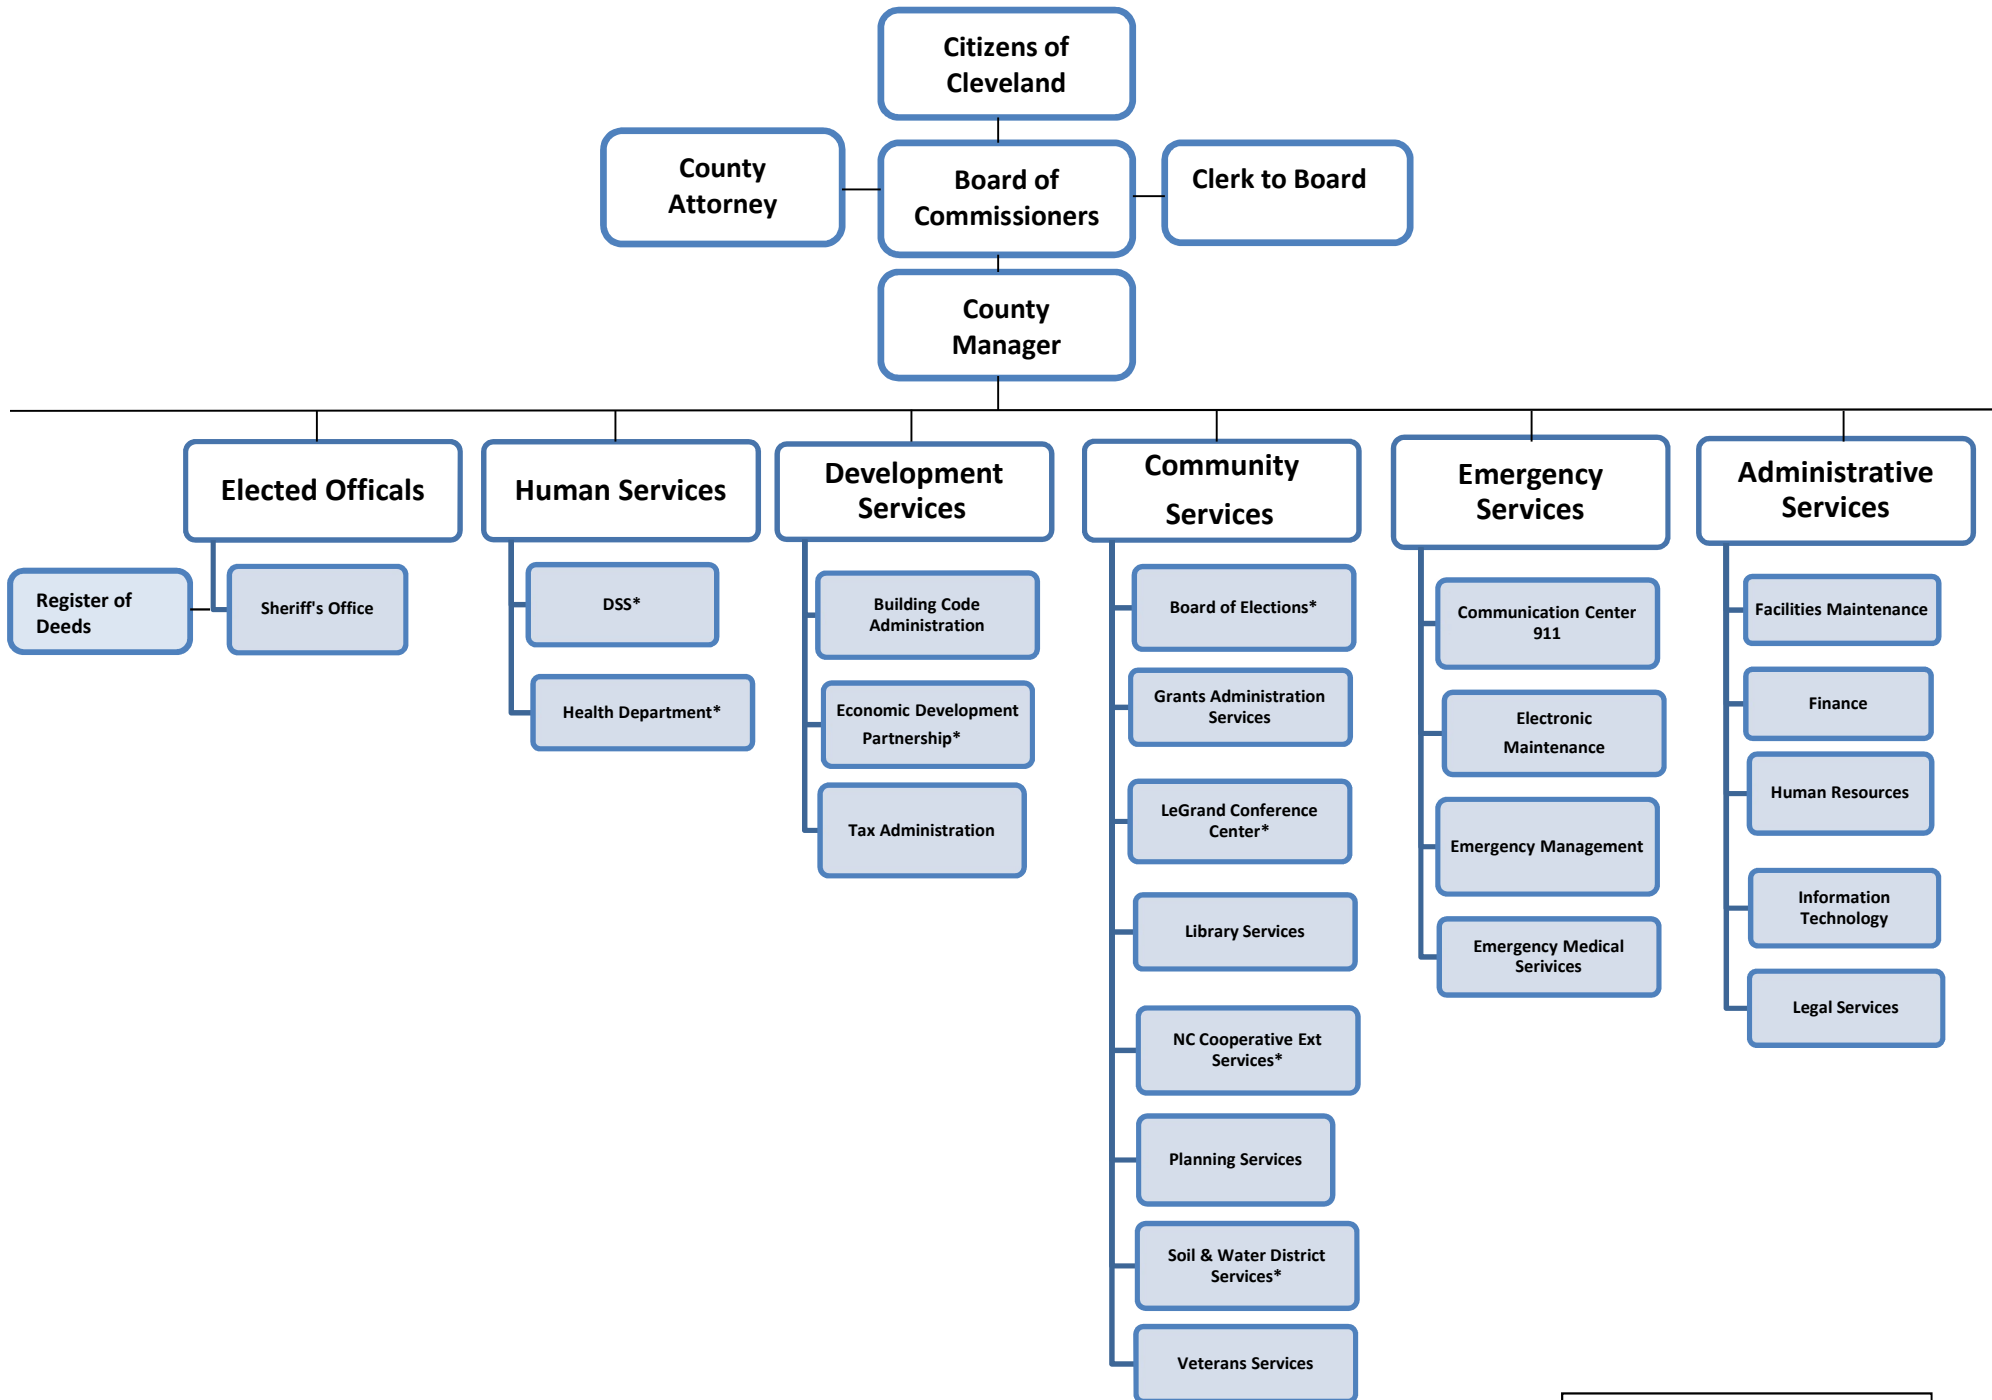 Citizens of
Cleveland
County
Attorney
Board of
Commissioners
Clerk to Board
County
Manager
Elected Officals
Human Services
Development
Services
Community
Services
Emergency
Services
Administrative
Services
Register of
Deeds
Sheriff's Office
DSS*
Health Department*
Building Code
Administration
Economic Development
Partnership*
Tax Administration
Board of Elections*
Grants Administration
Services
LeGrand Conference
Center*
Library Services
NC Cooperative Ext
Services*
Planning Services
Soil & Water District
Services*
Veterans Services
Communication Center
911
Electronic
Maintenance
Emergency Management
Emergency Medical
Serivices
Facilities Maintenance
Finance
Human Resources
Information
Technology
Legal Services